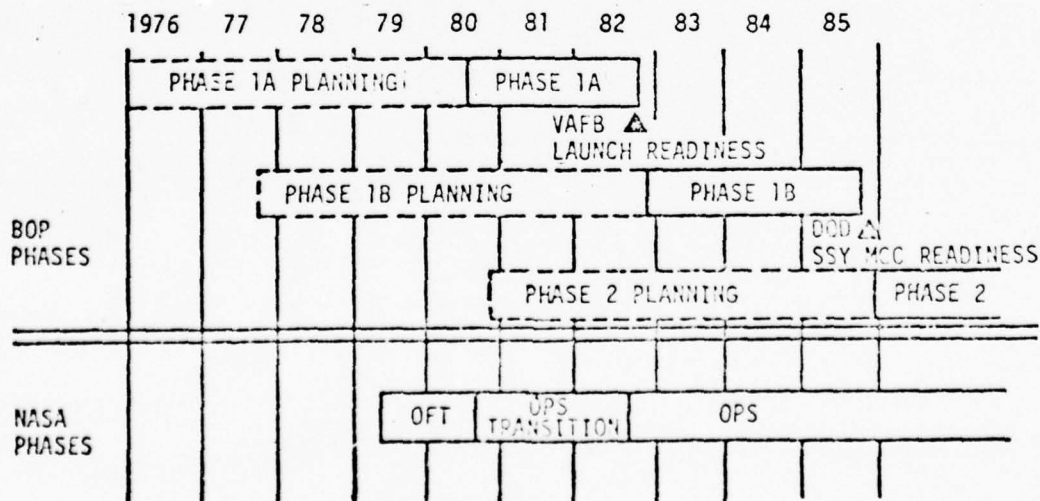 1976 77 78 79 80 81 82 83 84 85
PHASE 1A PLANNING
PHASE 1A
VAFB
LAUNCH READINESS
PHASE 1B PLANNING
PHASE 1B
BOP
PHASES
DOD
SSY MCC READINESS
PHASE 2 PLANNING
PHASE 2
NASA
PHASES
OFT
OPS
TRANSITION
OPS